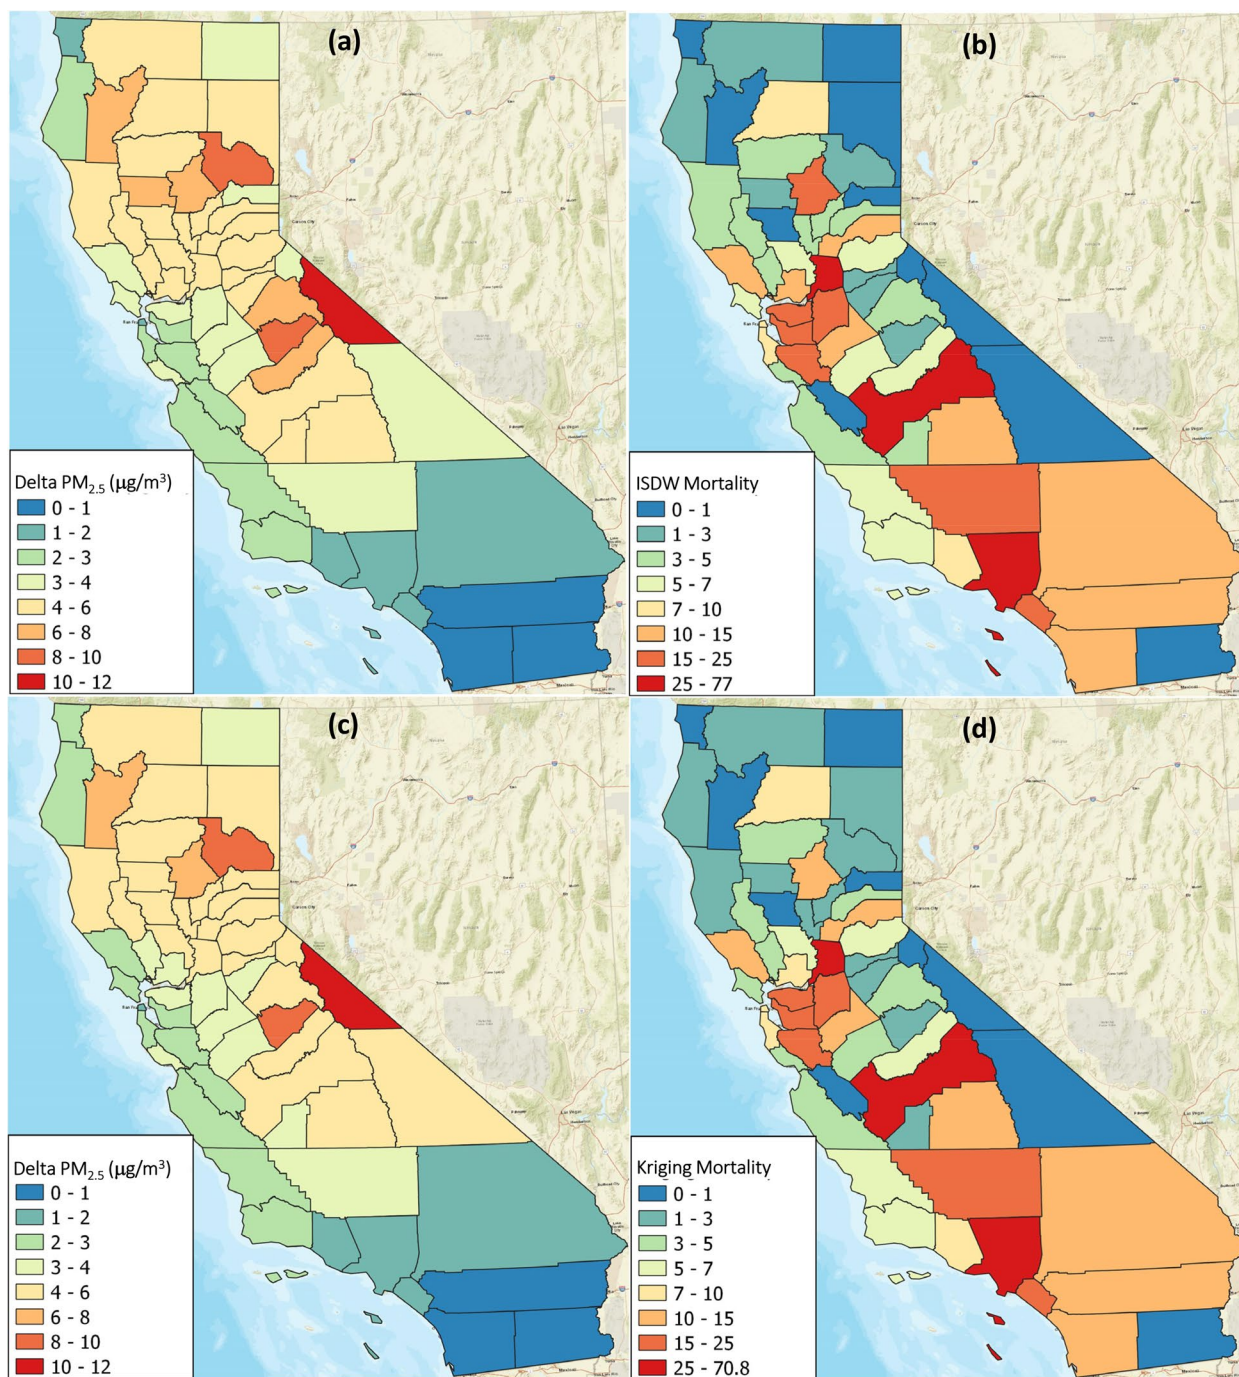 (a)
Delta PM2.5 (µg/m³)
0 - 1
1 - 2
2 - 3
3 - 4
4 - 6
6 - 8
8 - 10
10 - 12
(b)
ISDW Mortality
0 - 1
1 - 3
3 - 5
5 - 7
7 - 10
10 - 15
15 - 25
25 - 77
(c)
Delta PM2.5 (µg/m³)
0 - 1
1 - 2
2 - 3
3 - 4
4 - 6
6 - 8
8 - 10
10 - 12
(d)
Kriging Mortality
0 - 1
1 - 3
3 - 5
5 - 7
7 - 10
10 - 15
15 - 25
25 - 70.8